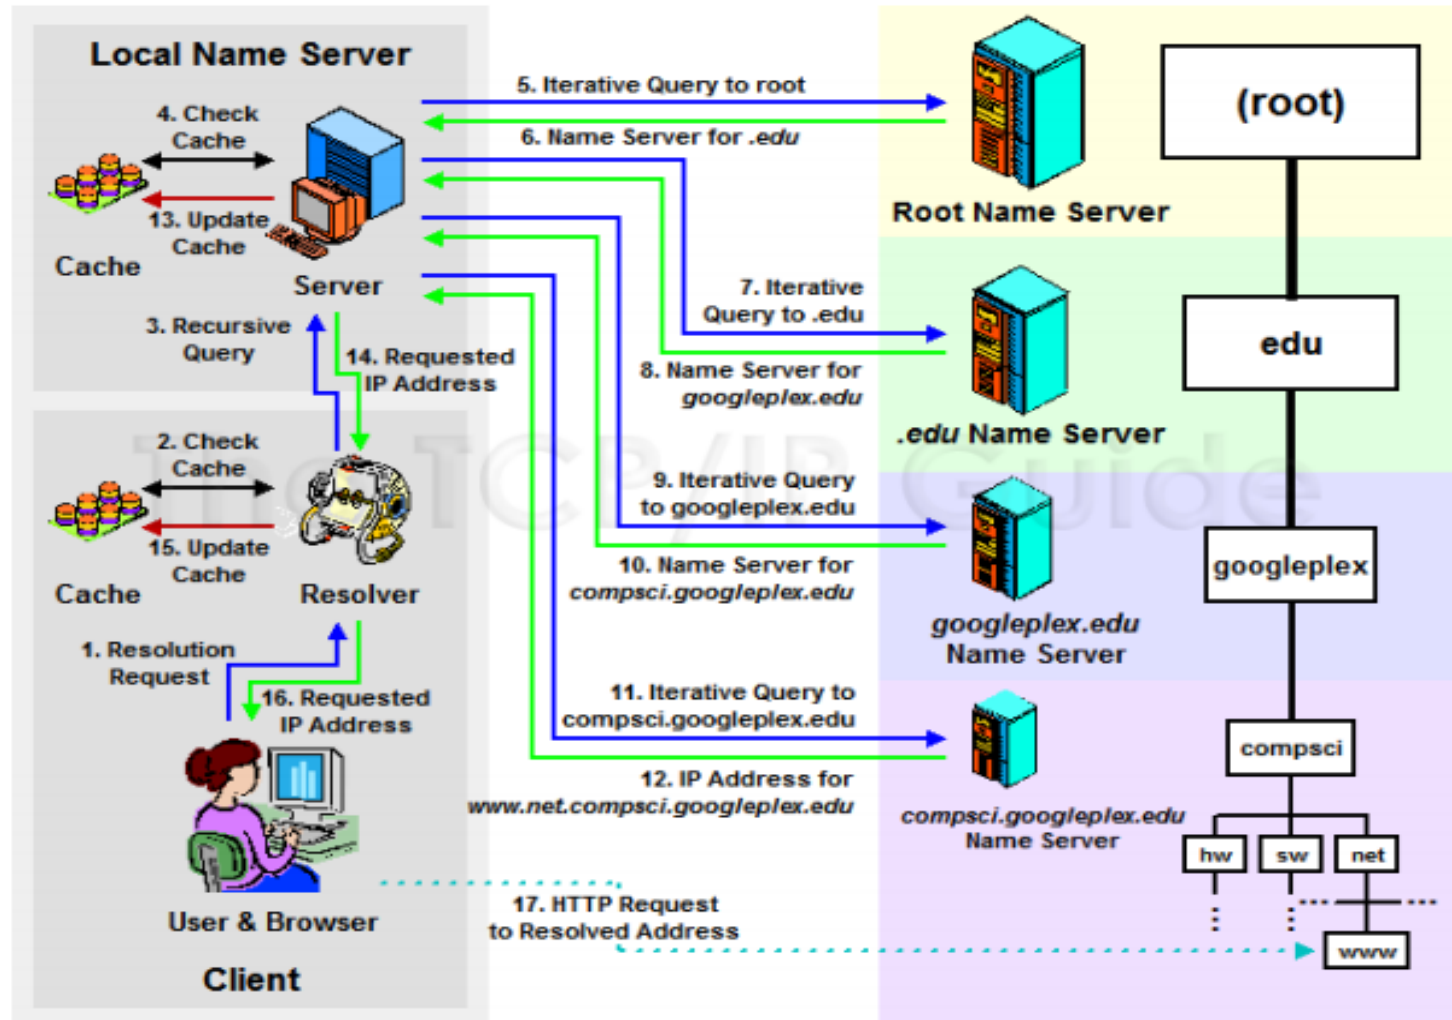 Local Name Server
4. Check
Cache
13. Update
Cache
Cache
Server
3. Recursive
Query
14. Requested
IP Address
2. Check
Cache
15. Update
Cache
Cache
Resolver
1. Resolution
Request
16. Requested
IP Address
User & Browser
Client
5. Iterative Query to root
6. Name Server for .edu
7. Iterative
Query to .edu
8. Name Server for
googleplex.edu
9. Iterative Query
to googleplex.edu
10. Name Server for
compsci.googleplex.edu
11. Iterative Query to
compsci.googleplex.edu
12. IP Address for
www.net.compsci.googleplex.edu
17. HTTP Request
to Resolved Address
Root Name Server
.edu Name Server
googleplex.edu
Name Server
compsci.googleplex.edu
Name Server
(root)
edu
googleplex
compsci
hw sw net
www
The TCP/IP Guide